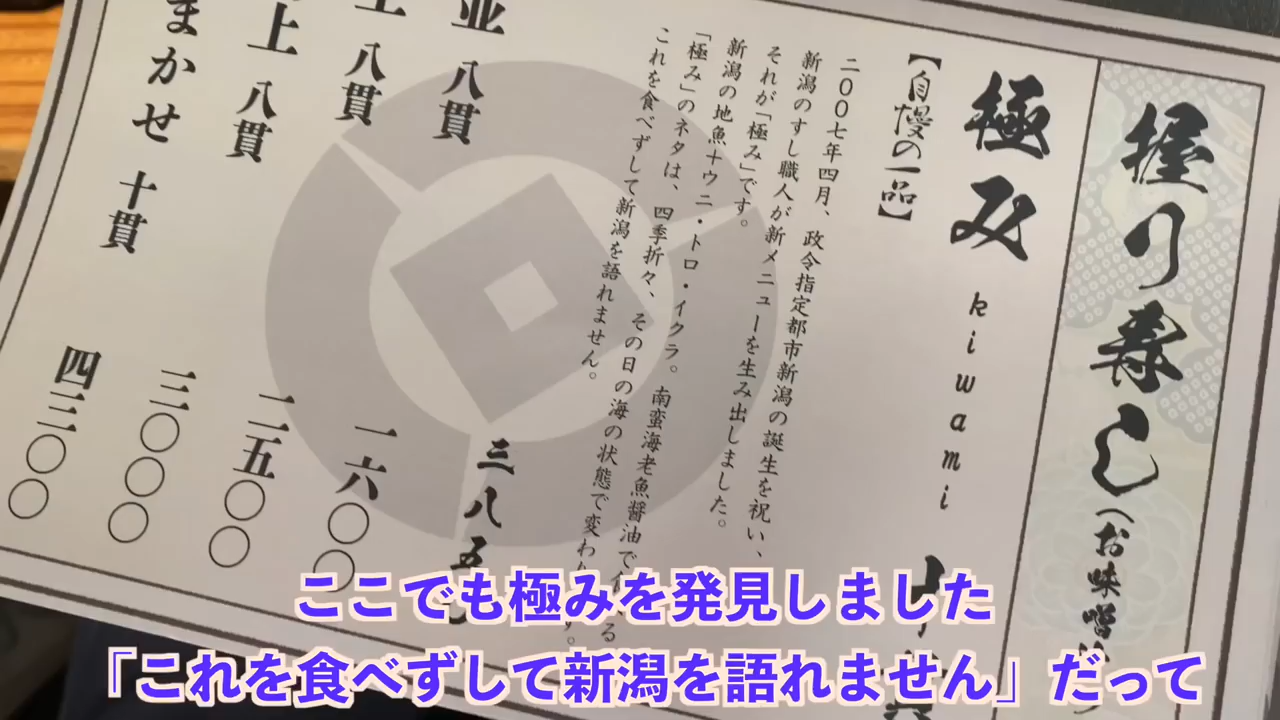 握り寿し（お味噌
極み kiwami 十
【自慢の一品】
二〇〇七年四月、政令指定都市新潟の誕生を祝い、
新潟のすし職人が新メニューを生み出しました。
それが「極み」です。
新潟の地魚＋ウニ・トロ・イクラ。南蛮海老魚醤油で
「極み」のネタは、四季折々、その日の海の状態で変わり
これを食べずして新潟を語れません。
三八五
並 八貫 一六〇〇
上 八貫 二五〇〇
上 八貫 三〇〇〇
まかせ 十貫 四三〇〇
ここでも極みを発見しました
「これを食べずして新潟を語れません」だって